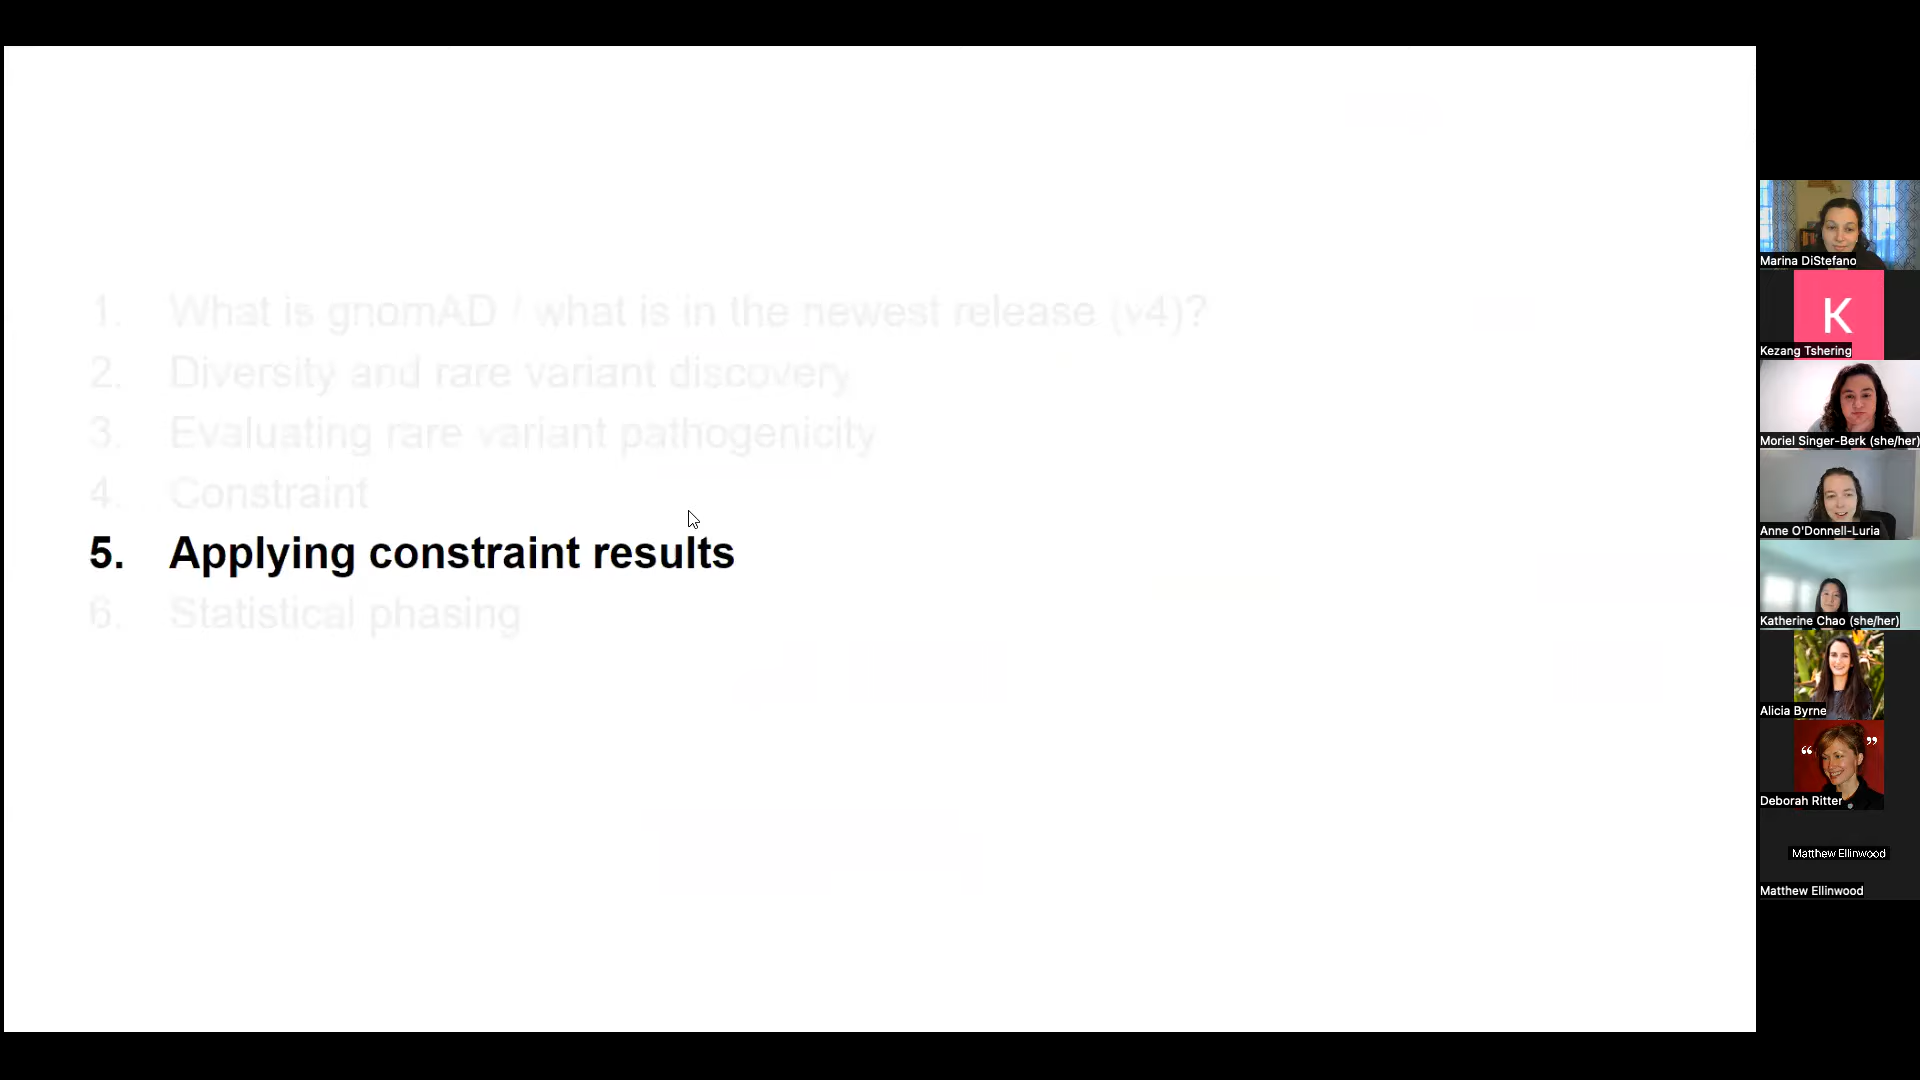 1. What is gnomAD / what is in the newest release (v4)?
2. Diversity and rare variant discovery
3. Evaluating rare variant pathogenicity
4. Constraint
5. Applying constraint results
6. Statistical phasing
Marina DiStefano
K
Kezang Tshering
Moriel Singer-Berk (she/her)
Anne O'Donnell-Luria
Katherine Chao (she/her)
Alicia Byrne
“ ”
Deborah Ritter
Matthew Ellinwood
Matthew Ellinwood